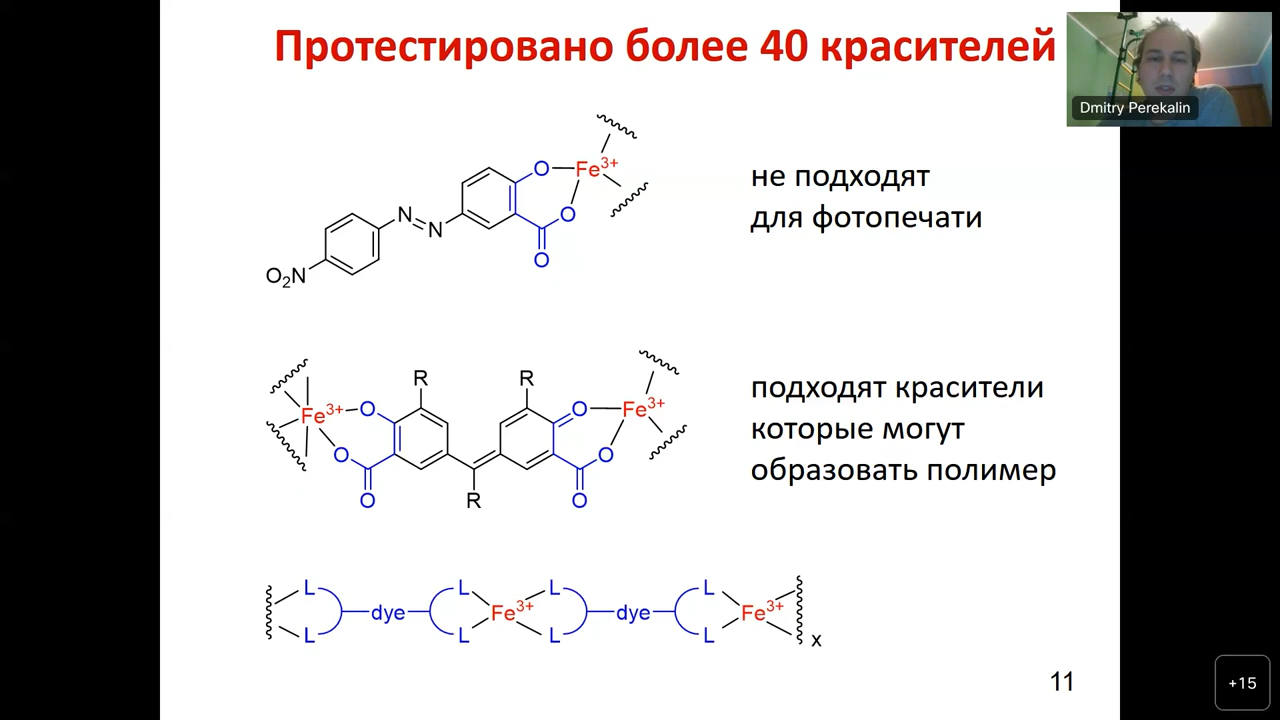 Протестировано более 40 красителей
Dmitry Perekalin
Fe3+
O
O
O
N
N
O2N
не подходят
для фотопечати
R
R
Fe3+
O
O
Fe3+
O
O
O
O
R
подходят красители
которые могут
образовать полимер
L
L
L
L
dye
Fe3+
dye
Fe3+
L
L
L
L
x
11
+15